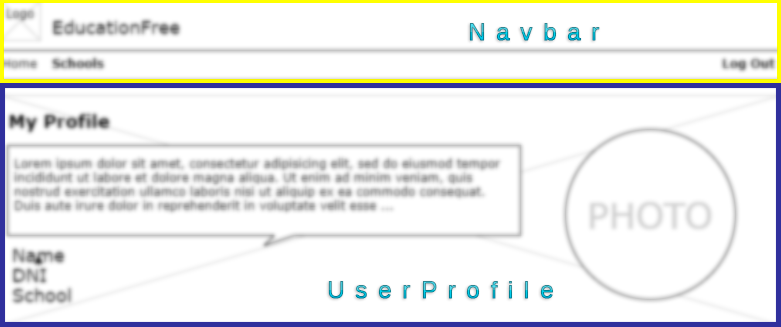 Logo
EducationFree
Navbar
Home Schools Log Out
My Profile
Lorem ipsum dolor sit amet, consectetur adipisicing elit, sed do eiusmod tempor
incididunt ut labore et dolore magna aliqua. Ut enim ad minim veniam, quis
nostrud exercitation ullamco laboris nisi ut aliquip ex ea commodo consequat.
Duis aute irure dolor in reprehenderit in voluptate velit esse ...
PHOTO
Name
DNI
School
UserProfile